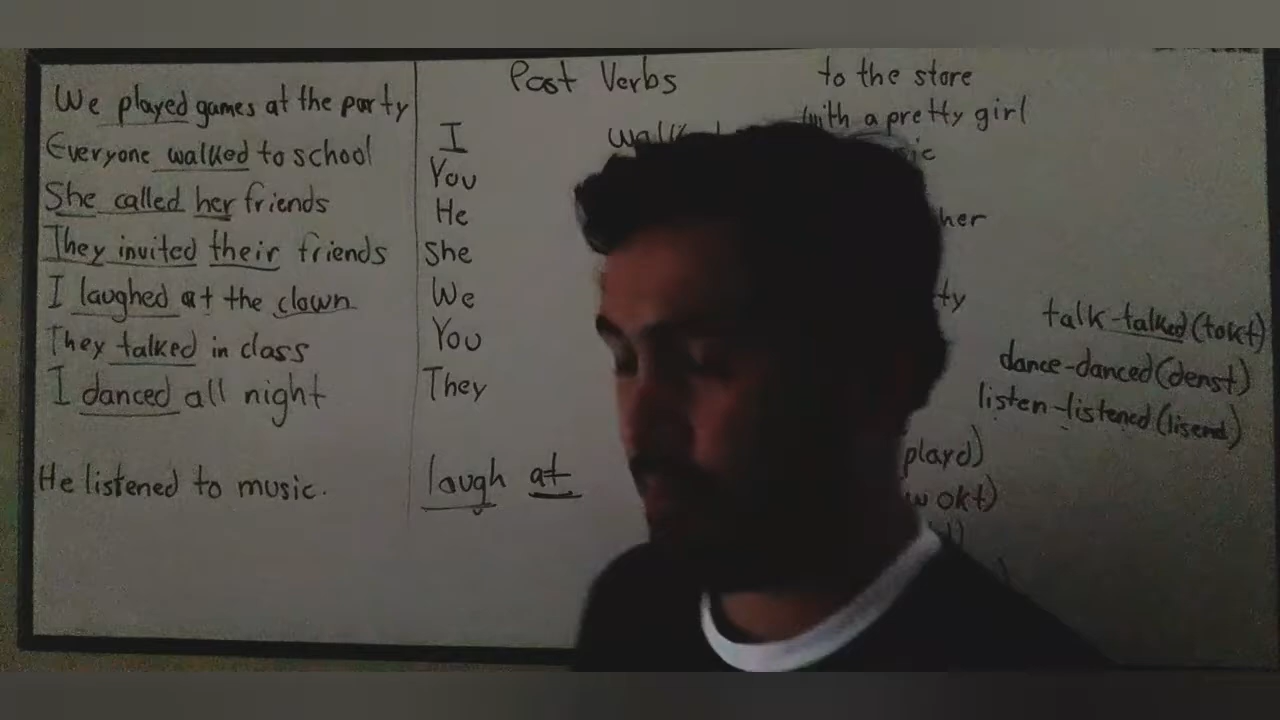 We played games at the party
Everyone walked to school
She called her friends
They invited their friends
I laughed at the clown
They talked in class
I danced all night
He listened to music.
Past Verbs
I
You
He
She
We
You
They
laugh at
to the store
with a pretty girl
her
talk-talked(tokt)
dance-danced(denst)
listen-listened(lisend)
playd)
wokt)